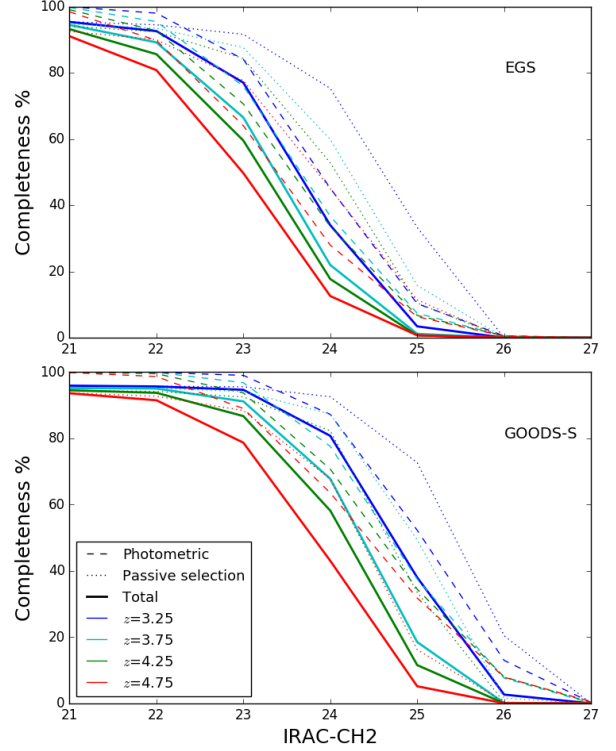 100
80
60
40
20
0
Completeness %
EGS
21 22 23 24 25 26 27
100
80
60
40
20
0
Completeness %
GOODS-S
Photometric
Passive selection
Total
z=3.25
z=3.75
z=4.25
z=4.75
21 22 23 24 25 26 27
IRAC-CH2